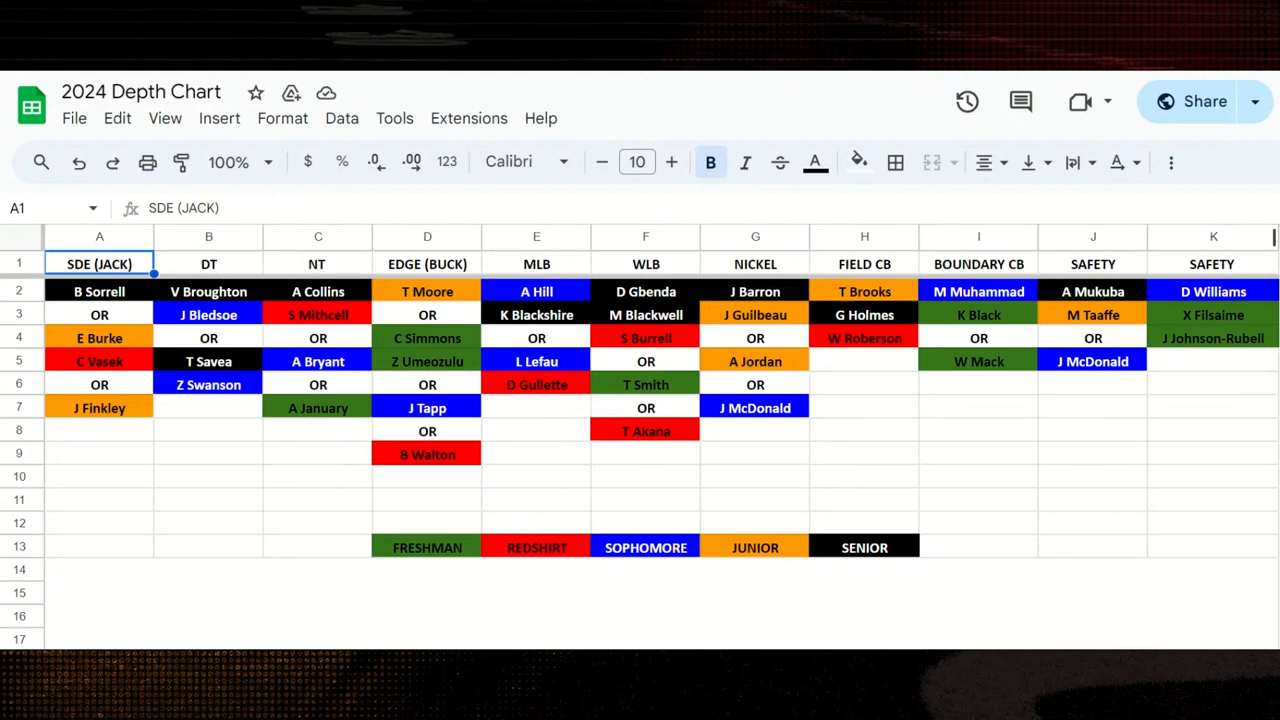 2024 Depth Chart
Share
File Edit View Insert Format Data Tools Extensions Help
100% $ % .0 .00 123 Calibri 10 B I S A A
A1 fx SDE (JACK)
A B C D E F G H I J K
1 SDE (JACK) DT NT EDGE (BUCK) MLB WLB NICKEL FIELD CB BOUNDARY CB SAFETY SAFETY
2 B Sorrell V Broughton A Collins T Moore A Hill D Gbenda J Barron T Brooks M Muhammad A Mukuba D Williams
3 OR J Bledsoe S Mithcell OR K Blackshire M Blackwell J Guilbeau G Holmes K Black M Taaffe X Filsaime
4 E Burke OR OR C Simmons OR S Burrell OR W Roberson OR OR J Johnson-Rubell
5 C Vasek T Savea A Bryant Z Umeozulu L Lefau OR A Jordan W Mack J McDonald
6 OR Z Swanson OR OR D Gullette T Smith OR
7 J Finkley A January J Tapp OR J McDonald
8 OR T Akana
9 B Walton
10
11
12
13 FRESHMAN REDSHIRT SOPHOMORE JUNIOR SENIOR
14
15
16
17